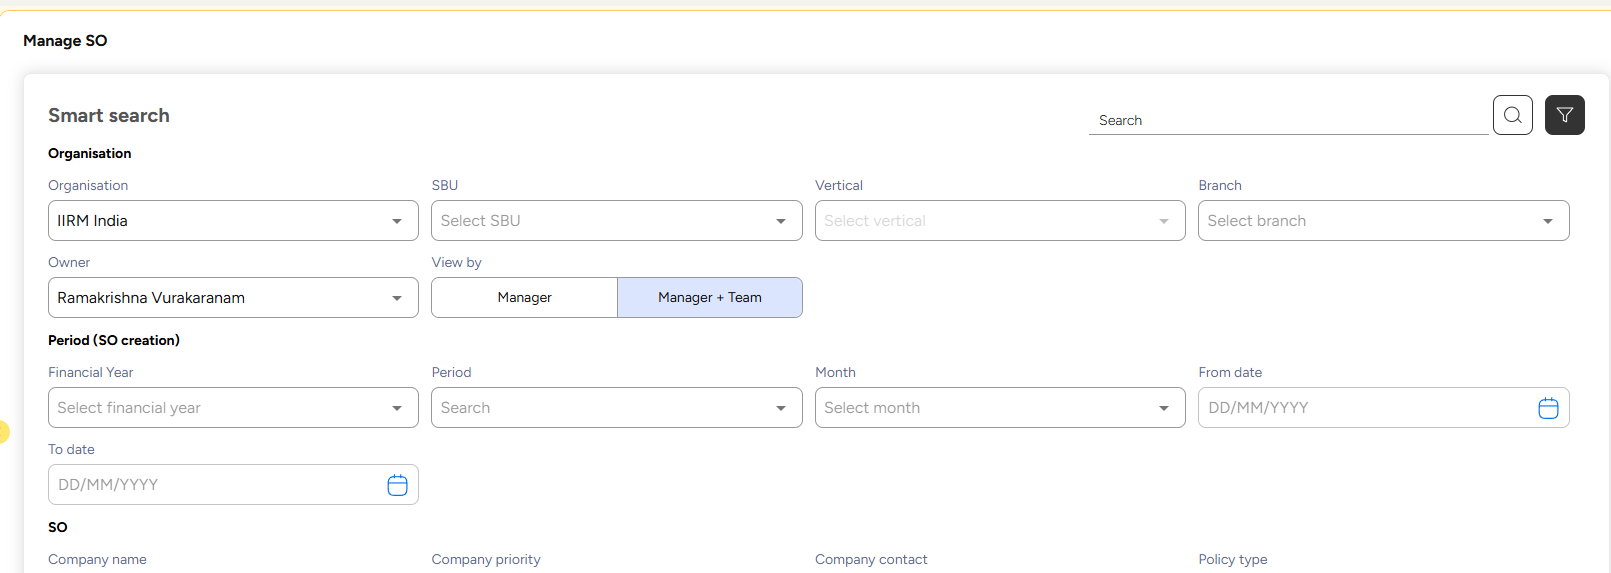 Manage SO
Smart search
Search
Organisation
Organisation SBU Vertical Branch
IIRM India Select SBU Select vertical Select branch
Owner View by
Ramakrishna Vurakaranam Manager Manager + Team
Period (SO creation)
Financial Year Period Month From date
Select financial year Search Select month DD/MM/YYYY
To date
DD/MM/YYYY
SO
Company name Company priority Company contact Policy type